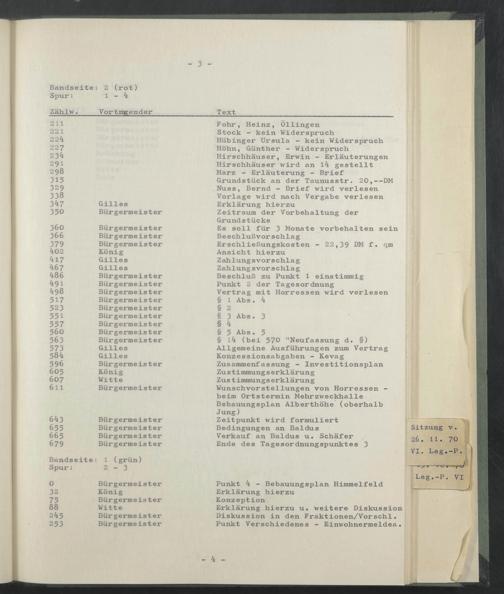 - 3 -
Bandseite: 2 (rot)
Spur: 1 - 4
Zählw. Vortragender Text
211 Fohr, Heinz, Öllingen
221 Stock - kein Widerspruch
224 Hübinger Ursula - kein Widerspruch
227 Höhn, Günther - Widerspruch
234 Hirschhäuser, Erwin - Erläuterungen
291 Hirschhäuser wird an 14 gestellt
298 Marz - Erläuterung - Brief
315 Grundstück an der Taunusstr. 20,--DM
329 Nuss, Bernd - Brief wird verlesen
338 Vorlage wird nach Vergabe verlesen
347 Gilles Erklärung hierzu
350 Bürgermeister Zeitraum der Vorbehaltung der
Grundstücke
360 Bürgermeister Es soll für 3 Monate vorbehalten sein
366 Bürgermeister Beschlußvorschlag
379 Bürgermeister Erschließungskosten - 22,39 DM f. qm
402 König Ansicht hierzu
417 Gilles Zahlungsvorschlag
467 Gilles Zahlungsvorschlag
486 Bürgermeister Beschluß zu Punkt 1 einstimmig
491 Bürgermeister Punkt 2 der Tagesordnung
498 Bürgermeister Vertrag mit Horressen wird verlesen
517 Bürgermeister § 1 Abs. 4
523 Bürgermeister § 2
551 Bürgermeister § 3 Abs. 3
557 Bürgermeister § 4
560 Bürgermeister § 5 Abs. 5
563 Bürgermeister § 14 (bei 570 "Neufassung d. §)
573 Gilles Allgemeine Ausführungen zum Vertrag
584 Gilles Konzessionsabgaben - Kevag
596 Bürgermeister Zusammenfassung - Investitionsplan
605 König Zustimmungserklärung
607 Witte Zustimmungserklärung
611 Bürgermeister Wunschvorstellungen von Horressen -
beim Ortstermin Mehrzweckhalle
Bebauungsplan Alberthöhe (oberhalb
Jung)
643 Bürgermeister Zeitpunkt wird formuliert
655 Bürgermeister Bedingungen an Baldus
665 Bürgermeister Verkauf an Baldus u. Schäfer
679 Bürgermeister Ende des Tagesordnungspunktes 3
Bandseite: 1 (grün)
Spur: 2 - 3
0 Bürgermeister Punkt 4 - Bebauungsplan Himmelfeld
32 König Erklärung hierzu
75 Bürgermeister Konzeption
88 Witte Erklärung hierzu u. weitere Diskussion
245 Bürgermeister Diskussion in den Fraktionen/Vorschl.
253 Bürgermeister Punkt Verschiedenes - Einwohnermeldea.
- 4 -
Sitzung v.
26. 11. 70
VI. Leg.-P.
Leg.-P. VI